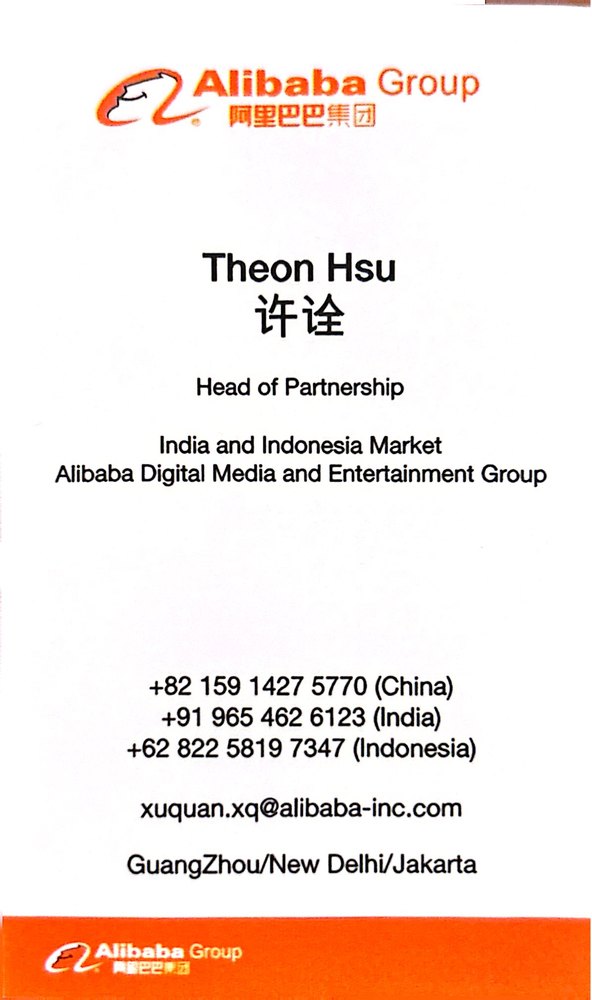 Alibaba Group
阿里巴巴集团
Theon Hsu
许诠
Head of Partnership
India and Indonesia Market
Alibaba Digital Media and Entertainment Group
+82 159 1427 5770 (China)
+91 965 462 6123 (India)
+62 822 5819 7347 (Indonesia)
xuquan.xq@alibaba-inc.com
GuangZhou/New Delhi/Jakarta
Alibaba Group
阿里巴巴集团